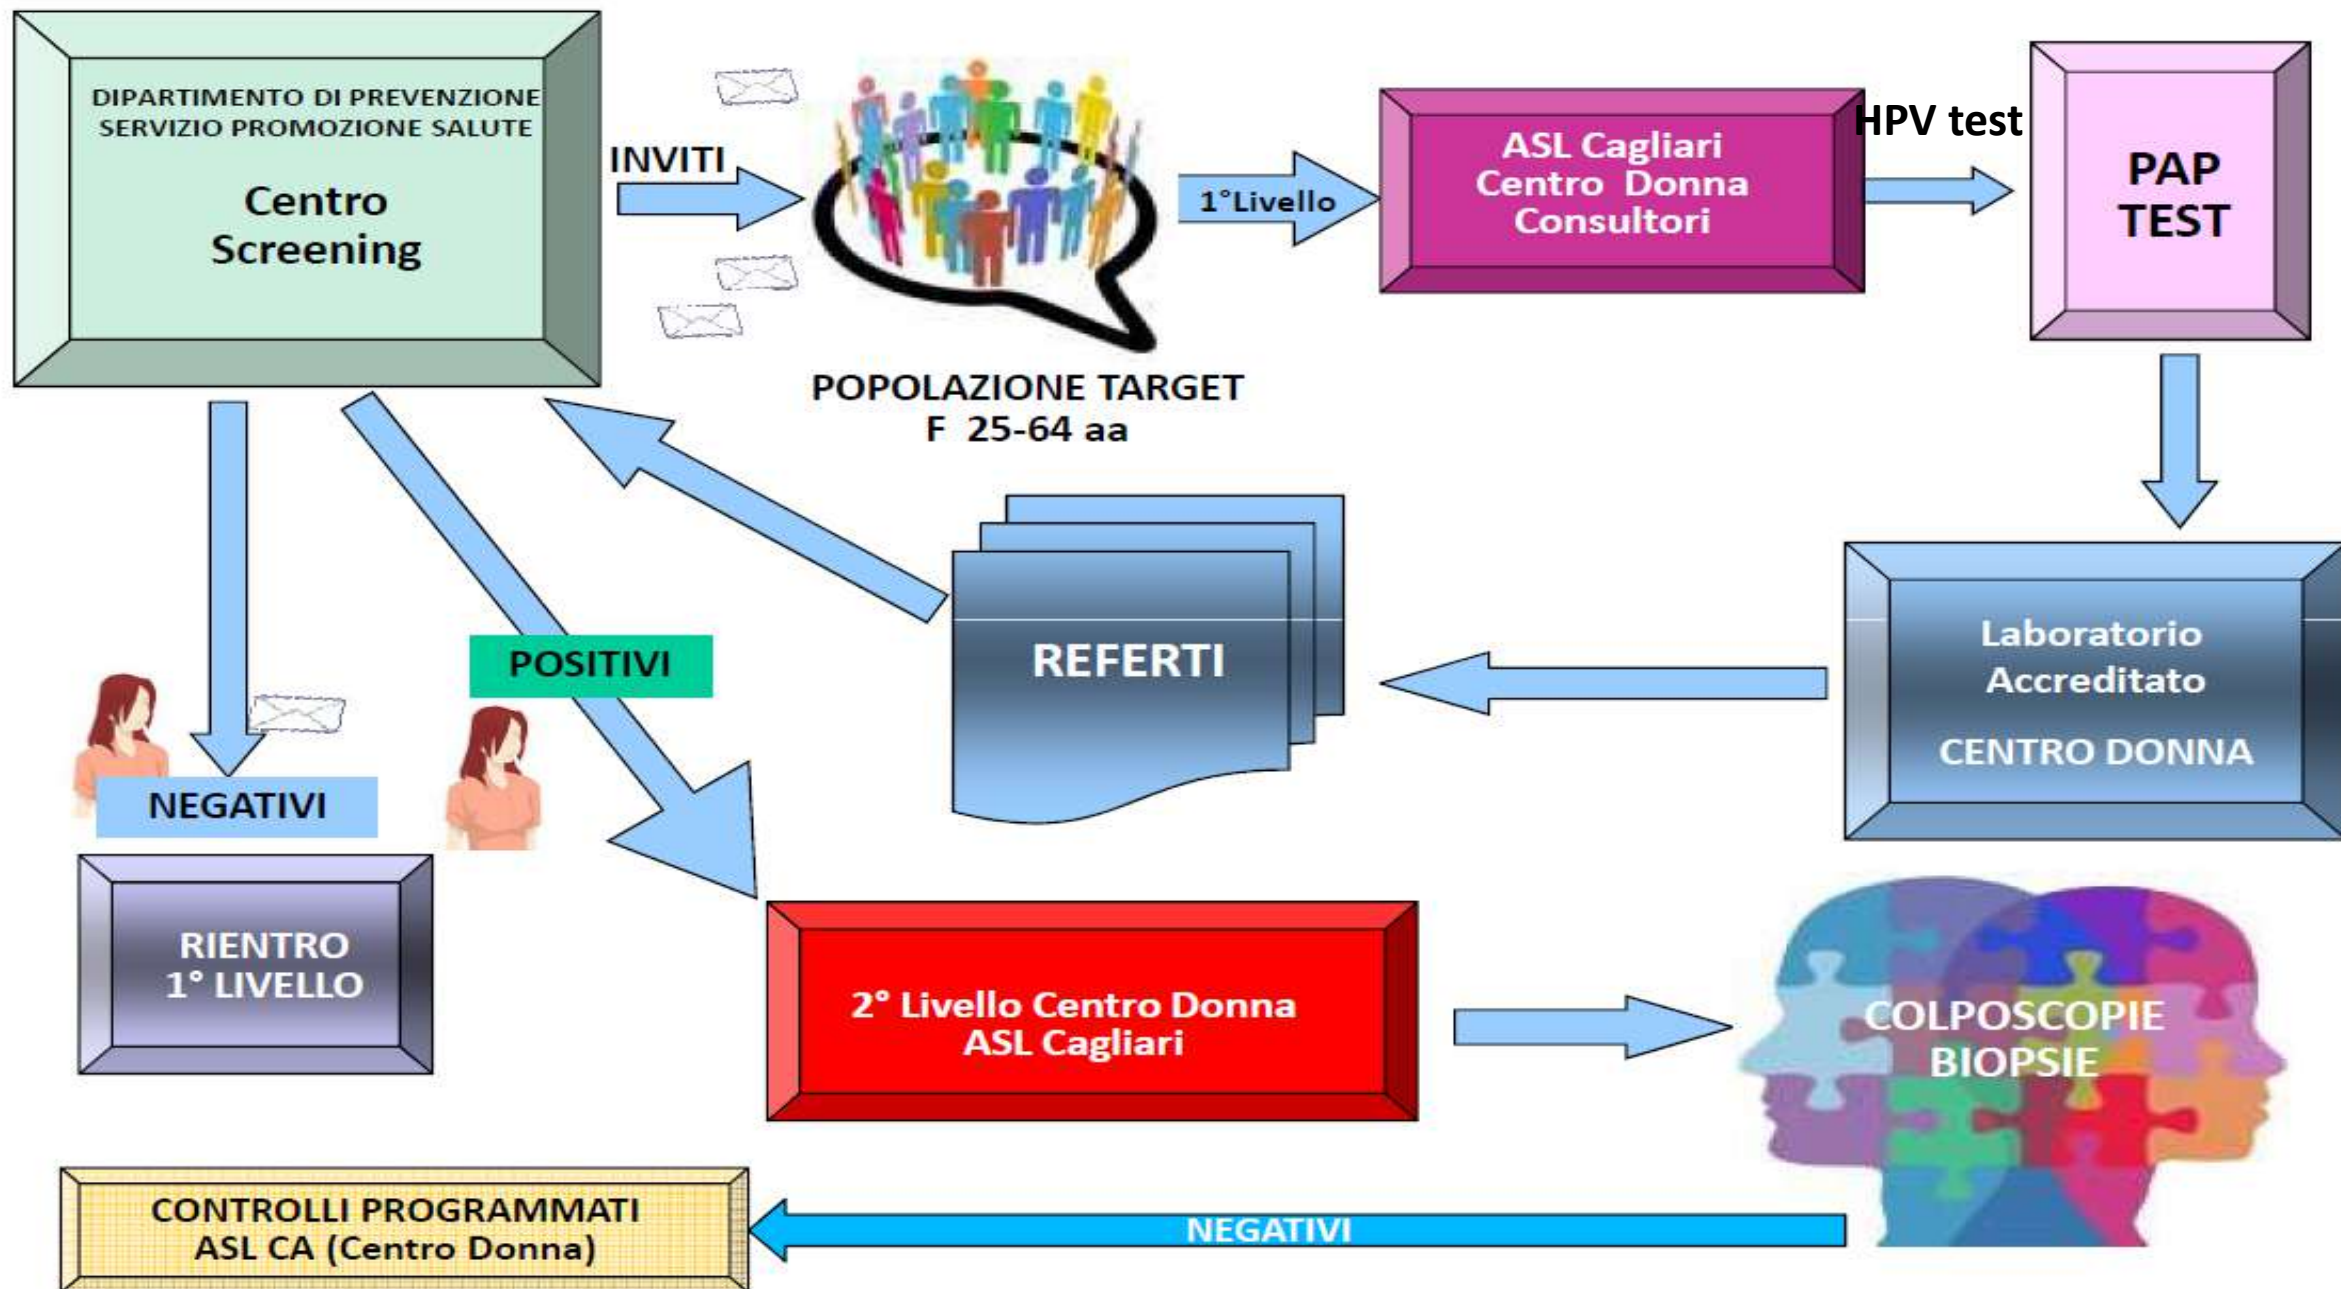 DIPARTIMENTO DI PREVENZIONE
SERVIZIO PROMOZIONE SALUTE
Centro
Screening
INVITI
POPOLAZIONE TARGET
F 25-64 aa
1°Livello
ASL Cagliari
Centro Donna
Consultori
HPV test
PAP
TEST
Laboratorio
Accreditato
CENTRO DONNA
REFERTI
POSITIVI
NEGATIVI
RIENTRO
1° LIVELLO
2° Livello Centro Donna
ASL Cagliari
COLPOSCOPIE
BIOPSIE
NEGATIVI
CONTROLLI PROGRAMMATI
ASL CA (Centro Donna)